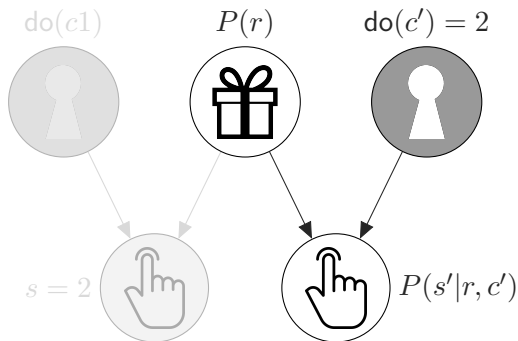 do(c1)
P(r)
do(c′) = 2
s = 2
P(s′|r, c′)